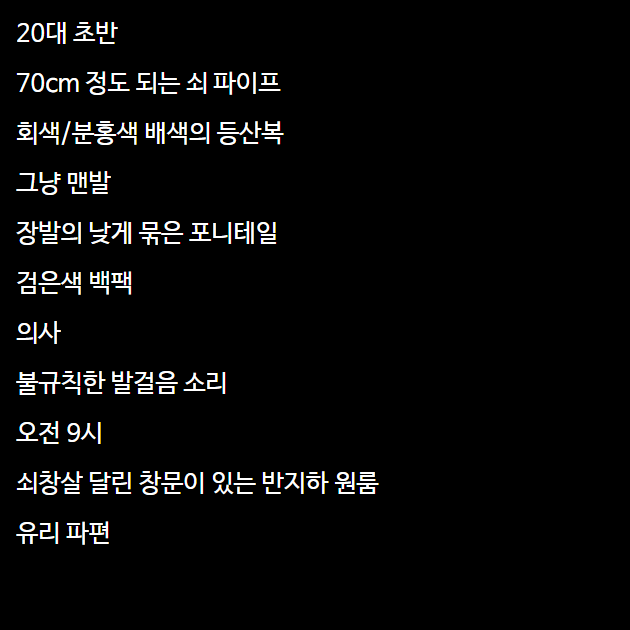 20대 초반
70cm 정도 되는 쇠 파이프
회색/분홍색 배색의 등산복
그냥 맨발
장발의 낮게 묶은 포니테일
검은색 백팩
의사
불규칙한 발걸음 소리
오전 9시
쇠창살 달린 창문이 있는 반지하 원룸
유리 파편